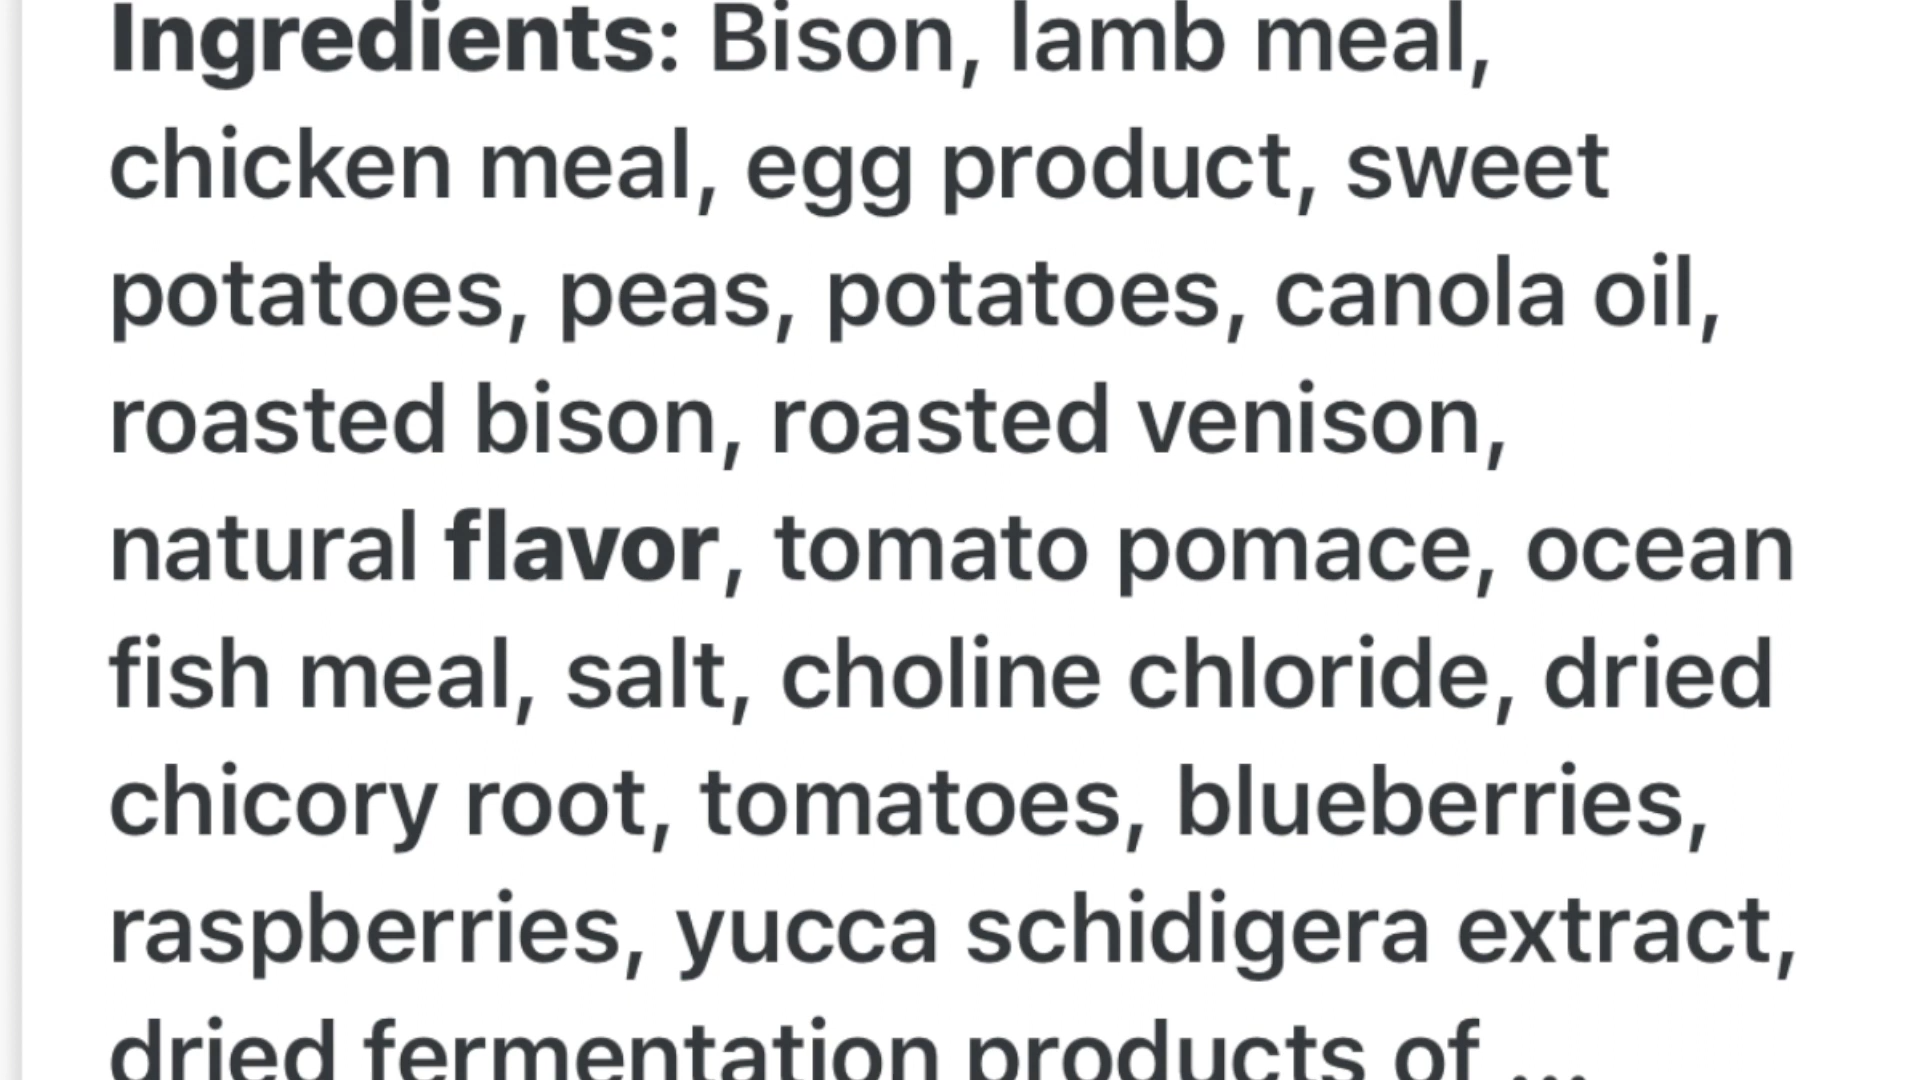 Ingredients: Bison, lamb meal,
chicken meal, egg product, sweet
potatoes, peas, potatoes, canola oil,
roasted bison, roasted venison,
natural flavor, tomato pomace, ocean
fish meal, salt, choline chloride, dried
chicory root, tomatoes, blueberries,
raspberries, yucca schidigera extract,
dried fermentation products of ...